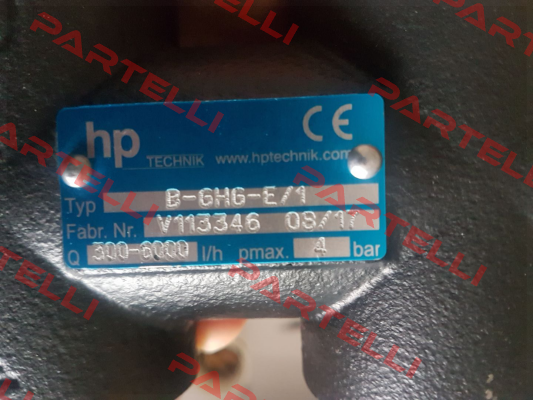 hp TECHNIK www.hptechnik.com CE
Typ B-GHG-E/1
Fabr. Nr. V113346 08/17
Q 300-6000 l/h pmax. 4 bar
PARTELLI
PARTELLI
PARTELLI
PARTELLI
PARTELLI
PARTELLI